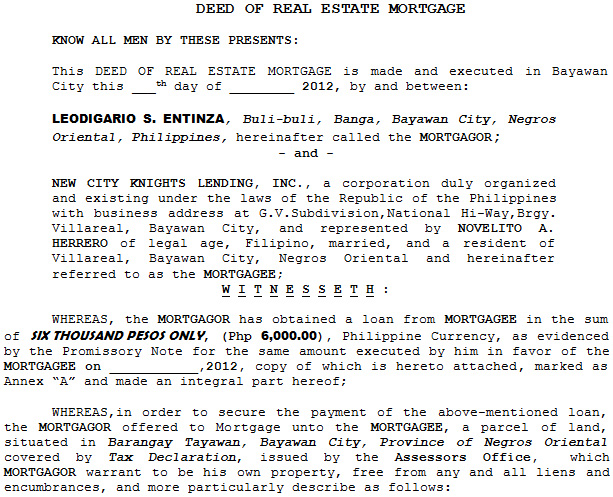 DEED OF REAL ESTATE MORTGAGE
KNOW ALL MEN BY THESE PRESENTS:
This DEED OF REAL ESTATE MORTGAGE is made and executed in Bayawan
City this ___th day of ________ 2012, by and between:
LEODIGARIO S. ENTINZA, Buli-buli, Banga, Bayawan City, Negros
Oriental, Philippines, hereinafter called the MORTGAGOR;
- and -
NEW CITY KNIGHTS LENDING, INC., a corporation duly organized
and existing under the laws of the Republic of the Philippines
with business address at G.V.Subdivision,National Hi-Way,Brgy.
Villareal, Bayawan City, and represented by NOVELITO A.
HERRERO of legal age, Filipino, married, and a resident of
Villareal, Bayawan City, Negros Oriental and hereinafter
referred to as the MORTGAGEE;
W I T N E S S E T H :
WHEREAS, the MORTGAGOR has obtained a loan from MORTGAGEE in the sum
of SIX THOUSAND PESOS ONLY, (Php 6,000.00), Philippine Currency, as evidenced
by the Promissory Note for the same amount executed by him in favor of the
MORTGAGEE on ___________,2012, copy of which is hereto attached, marked as
Annex “A” and made an integral part hereof;
WHEREAS,in order to secure the payment of the above-mentioned loan,
the MORTGAGOR offered to Mortgage unto the MORTGAGEE, a parcel of land,
situated in Barangay Tayawan, Bayawan City, Province of Negros Oriental
covered by Tax Declaration, issued by the Assessors Office, which
MORTGAGOR warrant to be his own property, free from any and all liens and
encumbrances, and more particularly describe as follows: